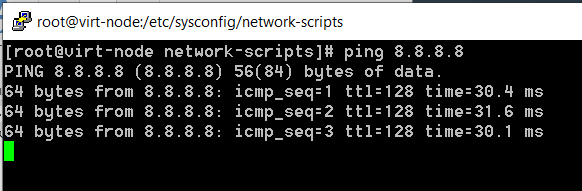 root@virt-node:/etc/sysconfig/network-scripts
[root@virt-node network-scripts]# ping 8.8.8.8
PING 8.8.8.8 (8.8.8.8) 56(84) bytes of data.
64 bytes from 8.8.8.8: icmp_seq=1 ttl=128 time=30.4 ms
64 bytes from 8.8.8.8: icmp_seq=2 ttl=128 time=31.6 ms
64 bytes from 8.8.8.8: icmp_seq=3 ttl=128 time=30.1 ms